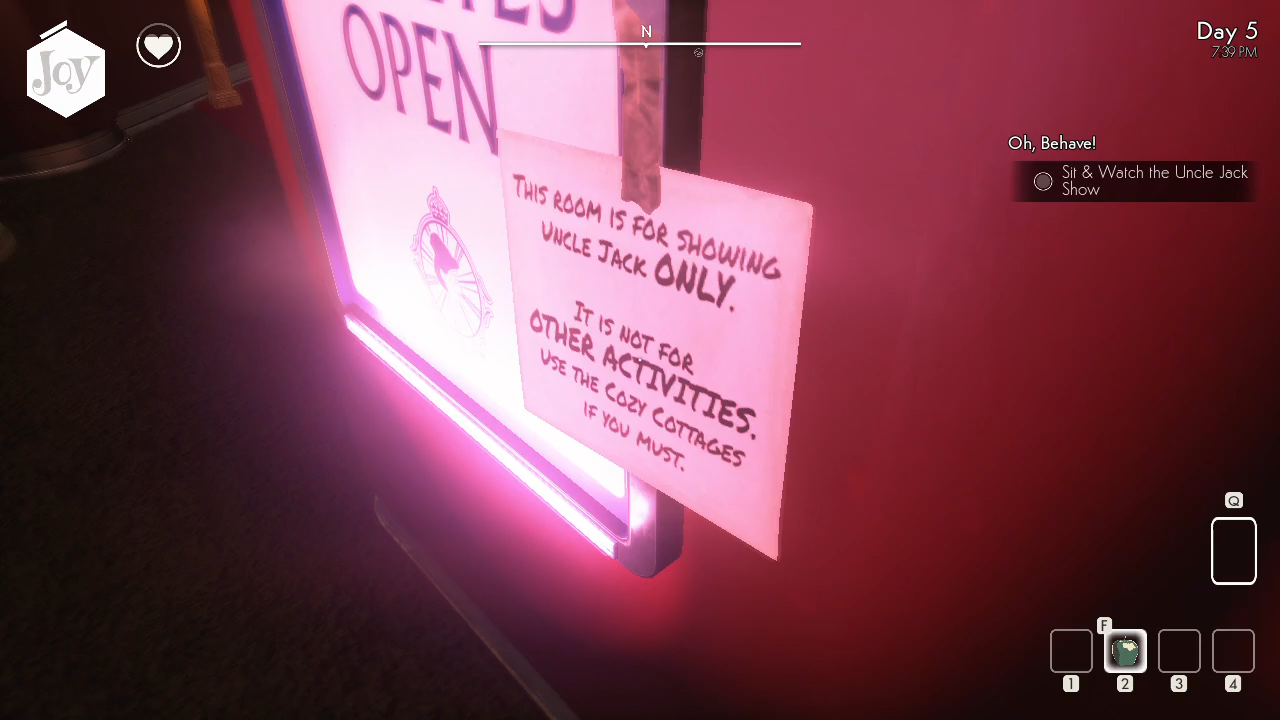 Joy
N
Day 5
7:39 PM
OPEN
Oh, Behave!
Sit & Watch the Uncle Jack
Show
THIS ROOM IS FOR SHOWING
UNCLE JACK ONLY.
IT IS NOT FOR
OTHER ACTIVITIES.
USE THE COZY COTTAGES
IF YOU MUST.
Q
F
1
2
3
4